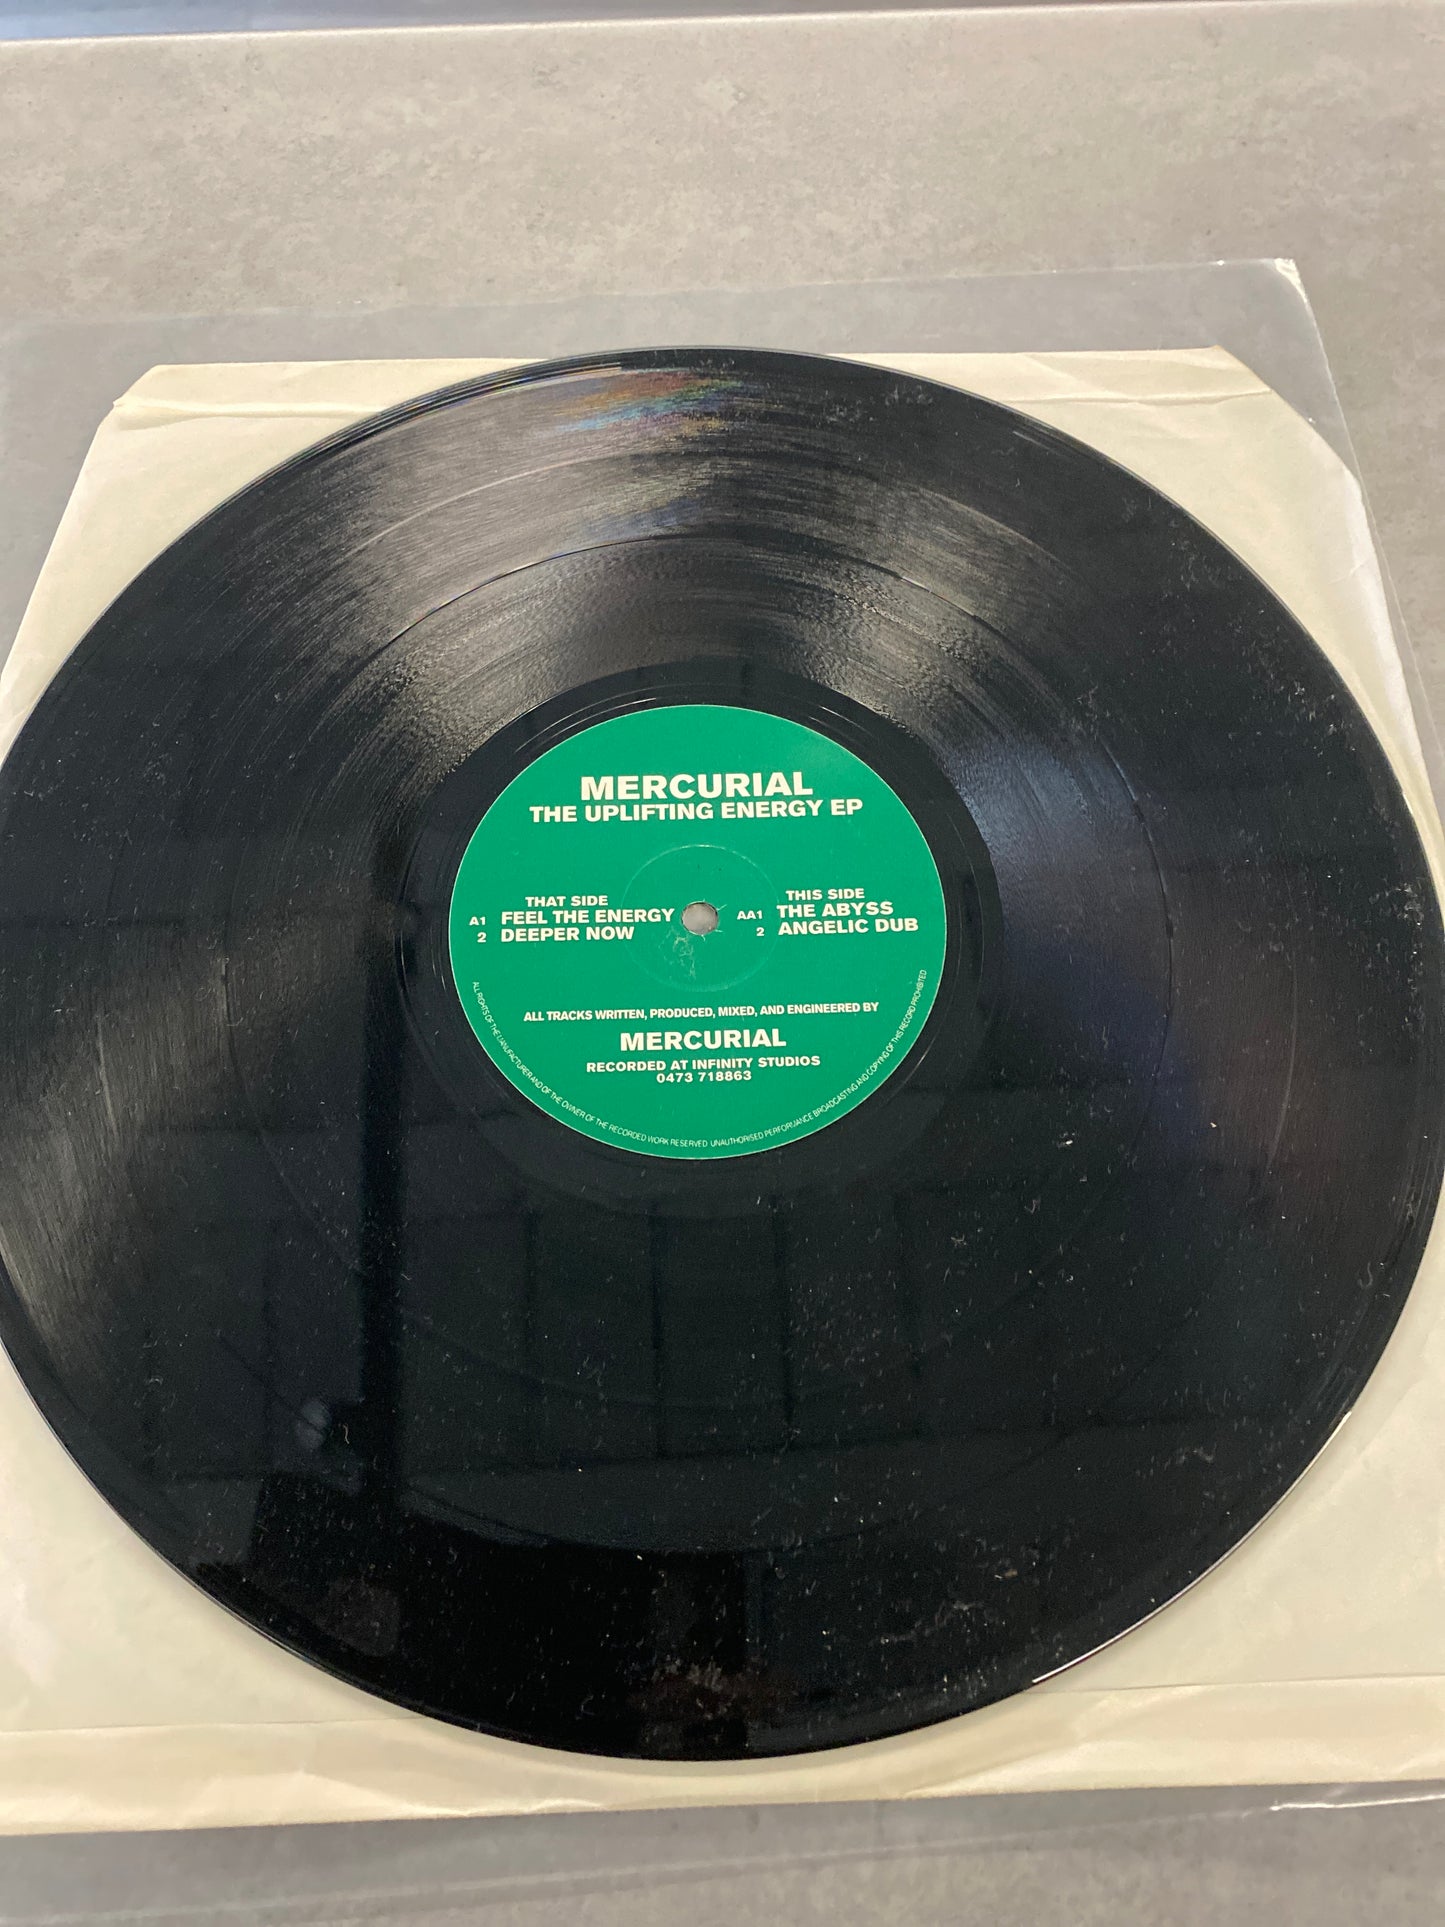 MERCURIAL
THE UPLIFTING ENERGY EP
THAT SIDE
A1 FEEL THE ENERGY
2 DEEPER NOW
THIS SIDE
AA1 THE ABYSS
2 ANGELIC DUB
ALL TRACKS WRITTEN, PRODUCED, MIXED, AND ENGINEERED BY
MERCURIAL
RECORDED AT INFINITY STUDIOS
0473 718863
ALL RIGHTS OF THE MANUFACTURER AND OF THE OWNER OF THE RECORDED WORK RESERVED UNAUTHORISED PERFORMANCE BROADCASTING AND COPYING OF THIS RECORD PROHIBITED